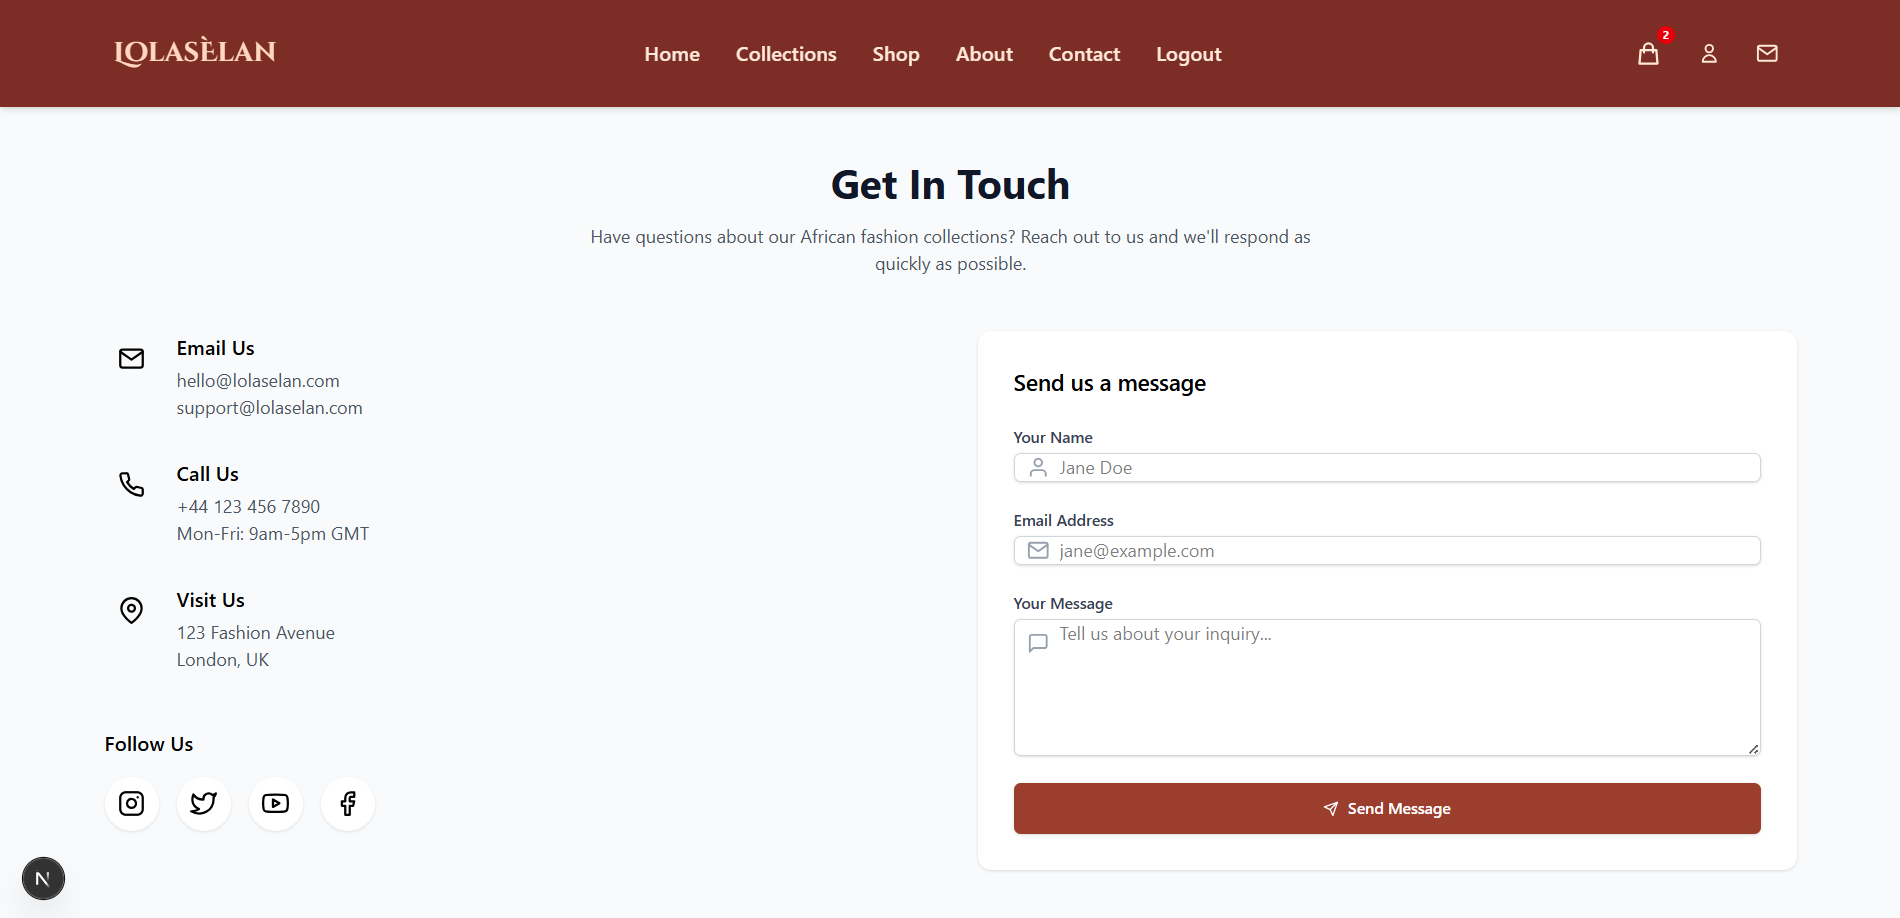 LOLASÈLAN
Home Collections Shop About Contact Logout
2
Get In Touch
Have questions about our African fashion collections? Reach out to us and we'll respond as
quickly as possible.
Email Us
hello@lolaselan.com
support@lolaselan.com
Call Us
+44 123 456 7890
Mon-Fri: 9am-5pm GMT
Visit Us
123 Fashion Avenue
London, UK
Follow Us
N
Send us a message
Your Name
Jane Doe
Email Address
jane@example.com
Your Message
Tell us about your inquiry...
Send Message